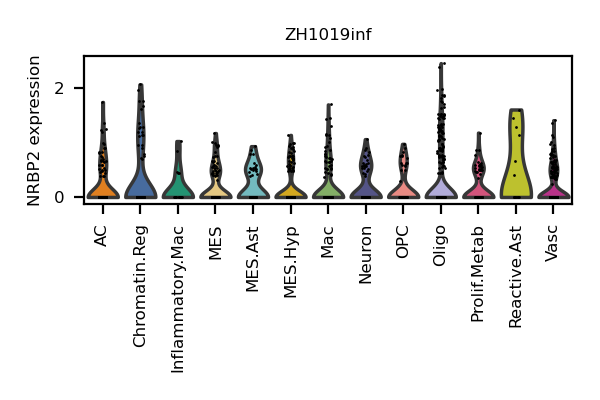 ZH1019inf
NRBP2 expression
2
0
AC
Chromatin.Reg
Inflammatory.Mac
MES
MES.Ast
MES.Hyp
Mac
Neuron
OPC
Oligo
Prolif.Metab
Reactive.Ast
Vasc